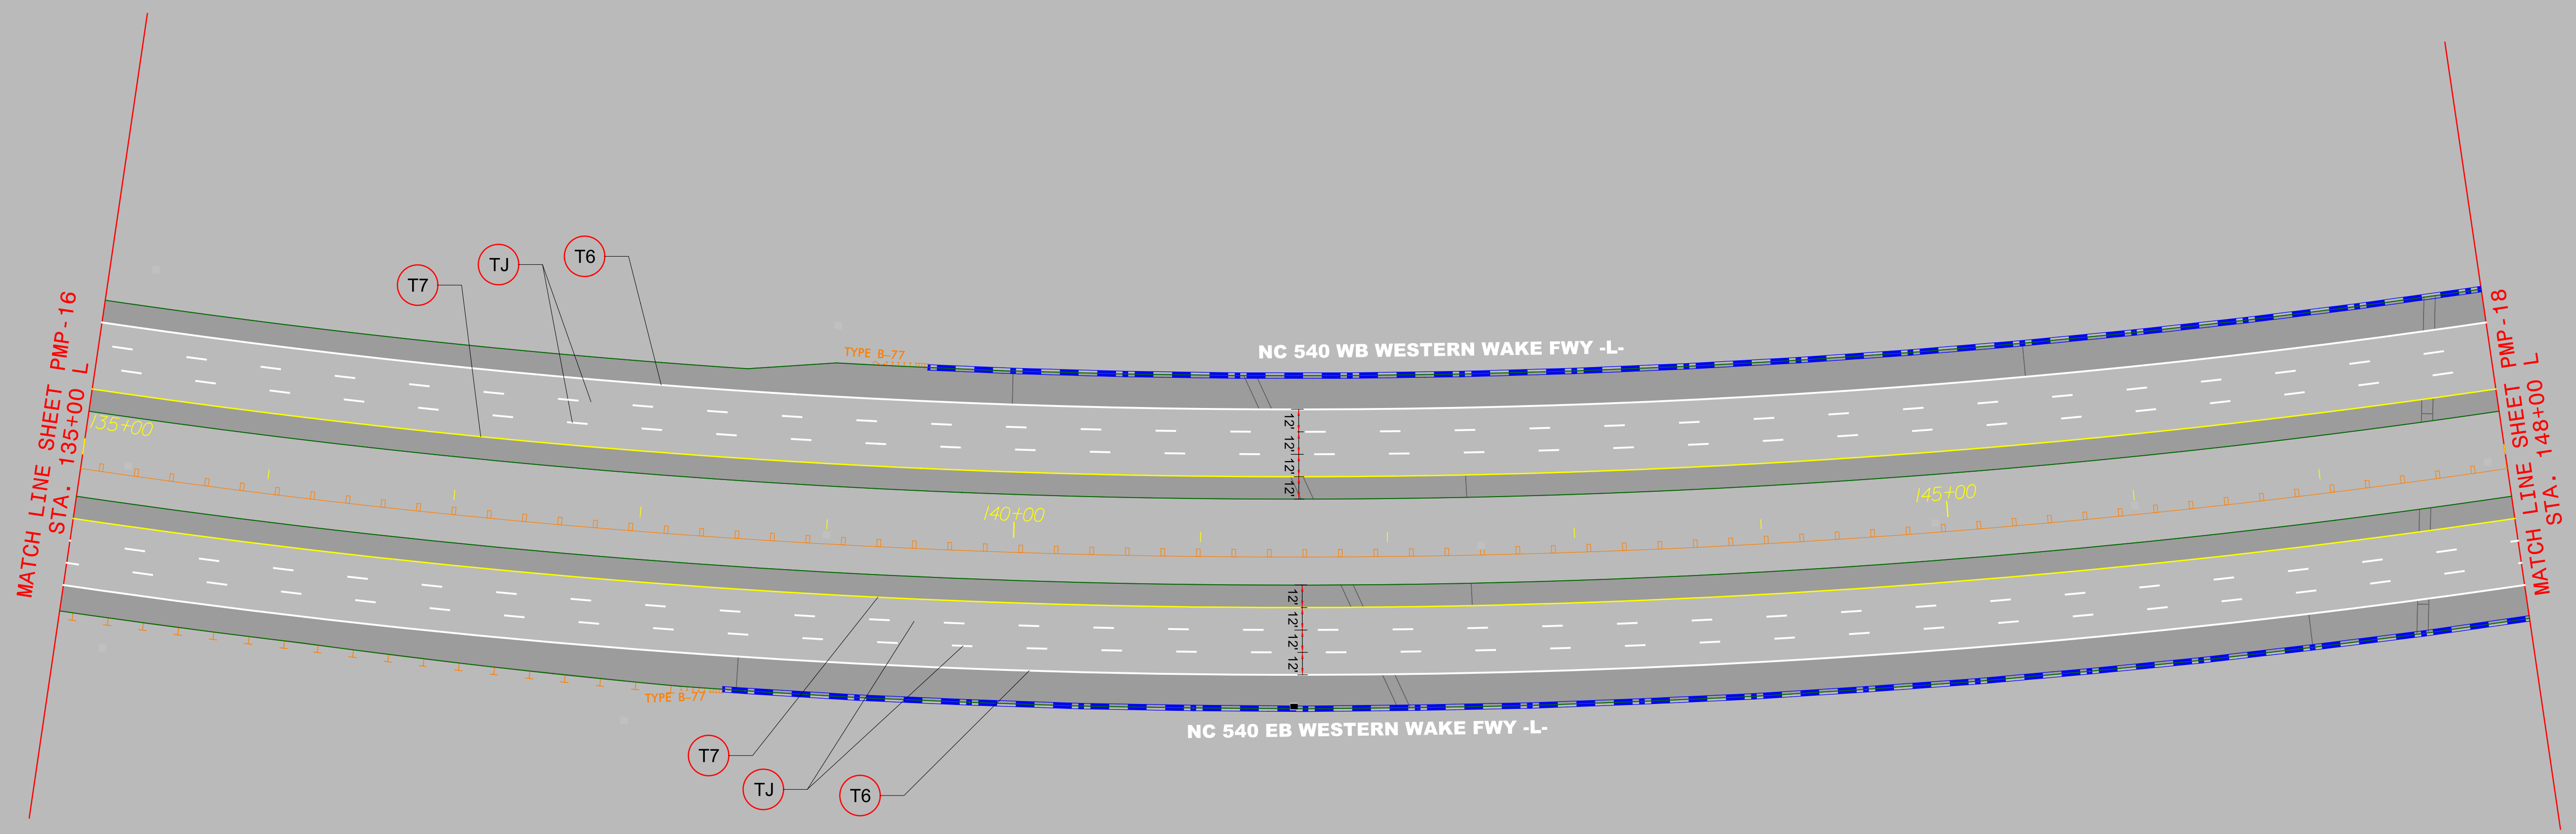 MATCH LINE SHEET PMP-16
STA. 135+00 L
T7
TJ
T6
TYPE B-77
NC 540 WB WESTERN WAKE FWY -L-
135+00
12'
12'
12'
12'
140+00
145+00
12'
12'
12'
12'
TYPE B-77
NC 540 EB WESTERN WAKE FWY -L-
T7
TJ
T6
MATCH LINE SHEET PMP-18
STA. 148+00 L